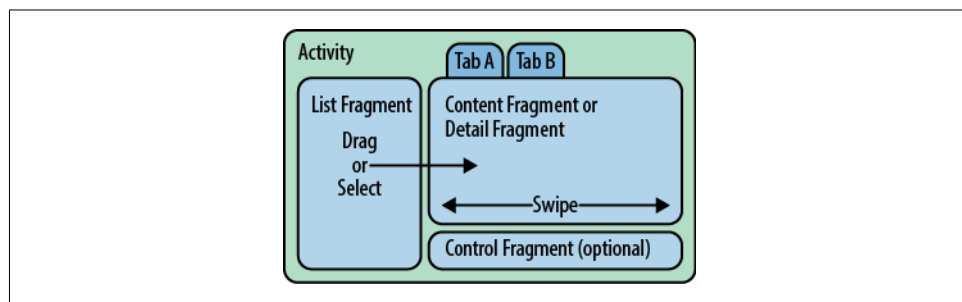 Activity
Tab A
Tab B
List Fragment
Drag
or
Select
Content Fragment or
Detail Fragment
Swipe
Control Fragment (optional)